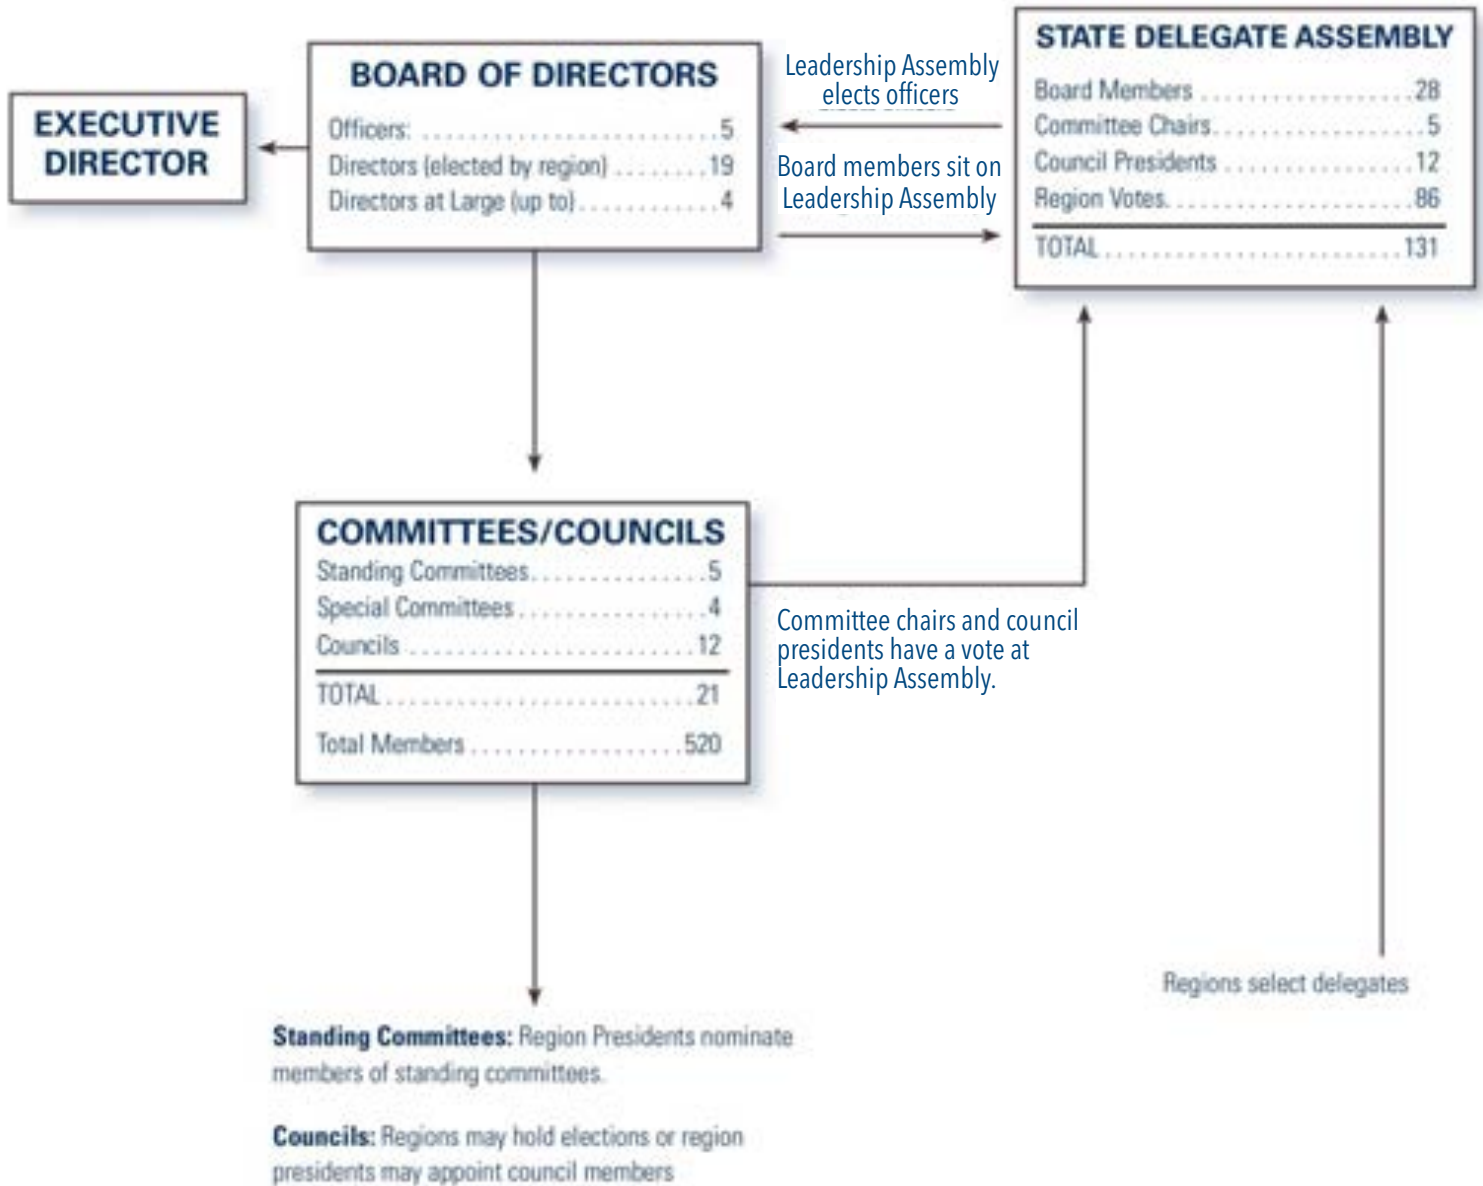 EXECUTIVE
DIRECTOR
BOARD OF DIRECTORS
Officers: ........................5
Directors (elected by region) ........19
Directors at Large (up to)............4
Leadership Assembly
elects officers
Board members sit on
Leadership Assembly
STATE DELEGATE ASSEMBLY
Board Members ..................28
Committee Chairs..................5
Council Presidents ................12
Region Votes.....................86
TOTAL .........................131
COMMITTEES/COUNCILS
Standing Committees...............5
Special Committees ................4
Councils ........................12
TOTAL ..........................21
Total Members ..................520
Committee chairs and council
presidents have a vote at
Leadership Assembly.
Regions select delegates
Standing Committees: Region Presidents nominate
members of standing committees.
Councils: Regions may hold elections or region
presidents may appoint council members